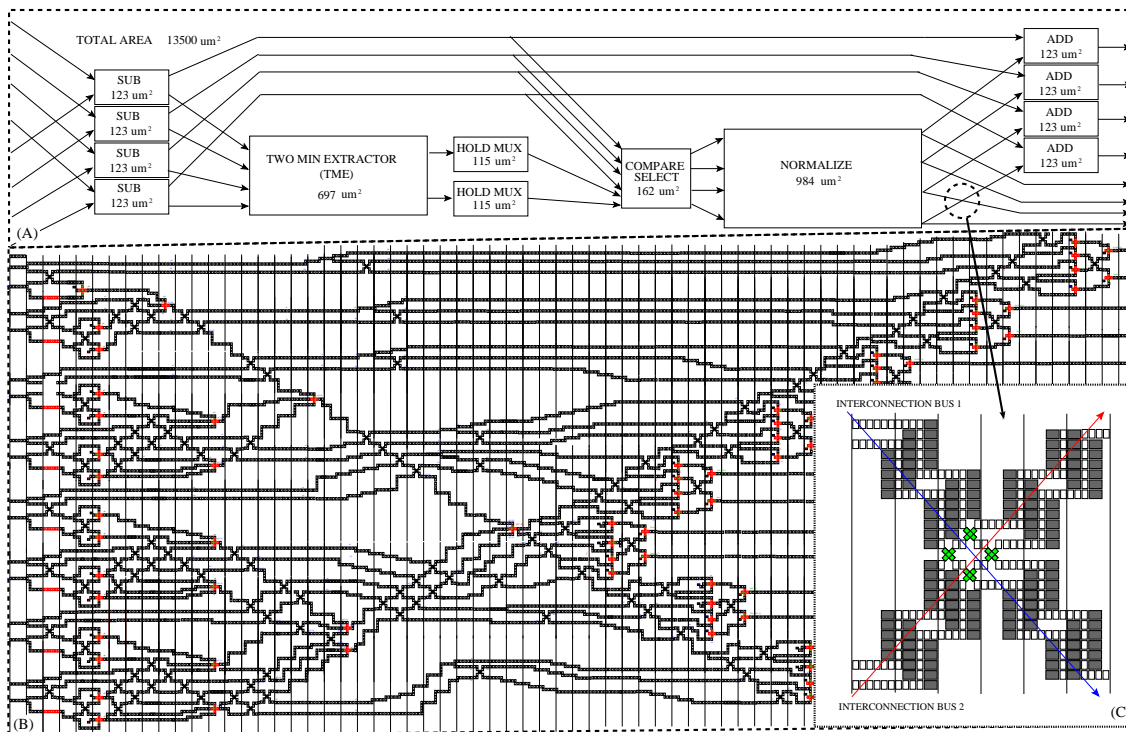 TOTAL AREA 13500 um²
SUB
123 um²
SUB
123 um²
SUB
123 um²
SUB
123 um²
TWO MIN EXTRACTOR
(TME)
697 um²
HOLD MUX
115 um²
HOLD MUX
115 um²
COMPARE
SELECT
162 um²
NORMALIZE
984 um²
ADD
123 um²
ADD
123 um²
ADD
123 um²
ADD
123 um²
(A)
(B)
INTERCONNECTION BUS 1
INTERCONNECTION BUS 2
(C)